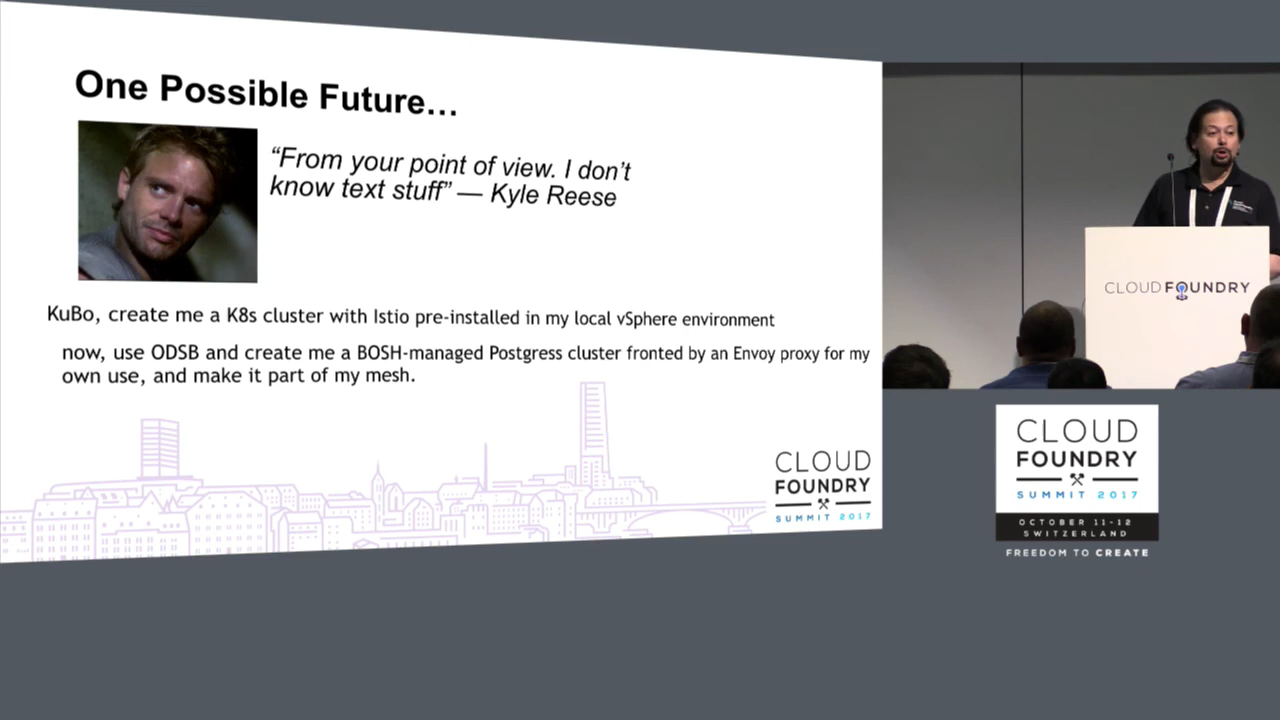 One Possible Future…
“From your point of view. I don’t
know text stuff” — Kyle Reese
KuBo, create me a K8s cluster with Istio pre-installed in my local vSphere environment
now, use ODSB and create me a BOSH-managed Postgress cluster fronted by an Envoy proxy for my
own use, and make it part of my mesh.
CLOUD
FOUNDRY
SUMMIT 2017
CLOUD FOUNDRY
CLOUD
FOUNDRY
SUMMIT 2017
OCTOBER 11-12
SWITZERLAND
FREEDOM TO CREATE